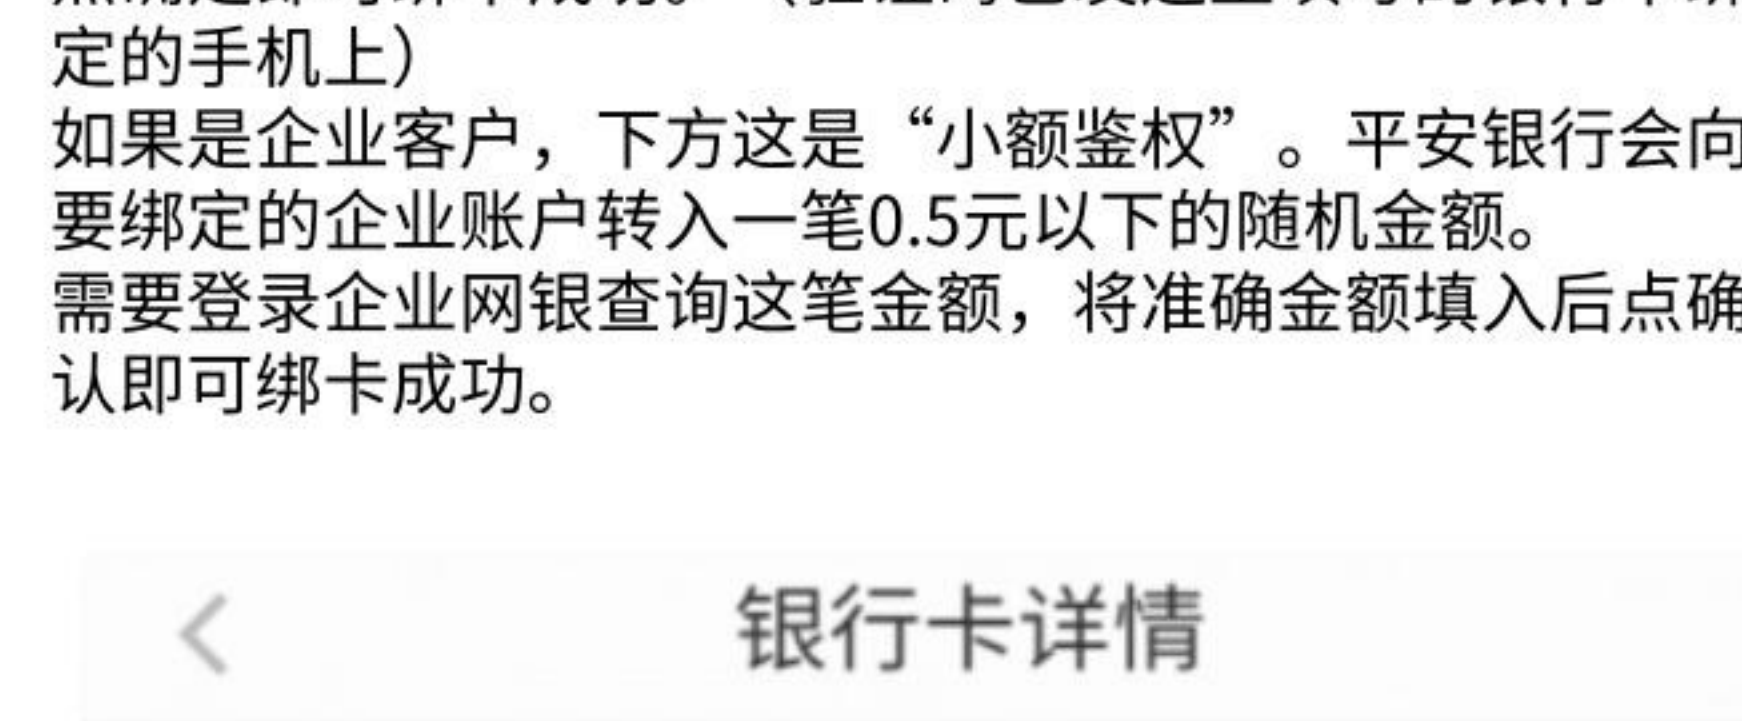 定的手机上）
如果是企业客户，下方这是“小额鉴权”。平安银行会向
要绑定的企业账户转入一笔0.5元以下的随机金额。
需要登录企业网银查询这笔金额，将准确金额填入后点确
认即可绑卡成功。
银行卡详情